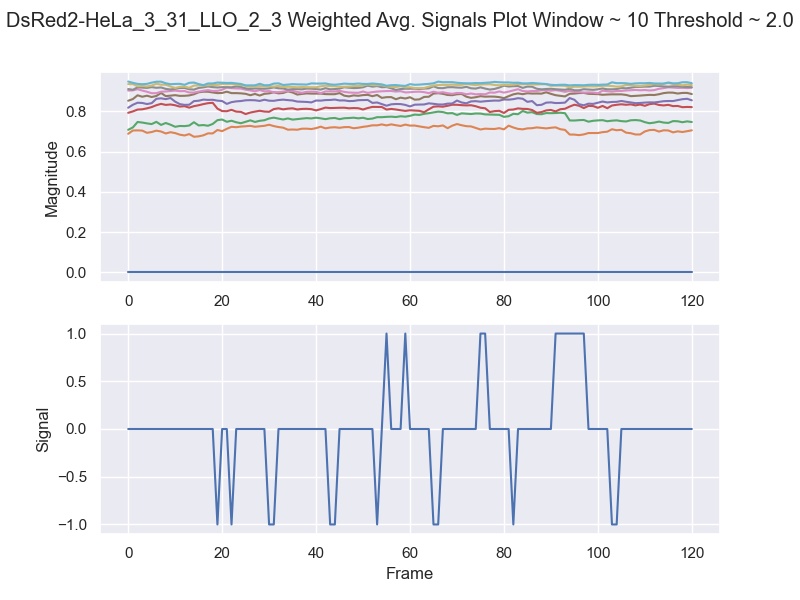 DsRed2-HeLa_3_31_LLO_2_3 Weighted Avg. Signals Plot Window ~ 10 Threshold ~ 2.0
Magnitude
0.8
0.6
0.4
0.2
0.0
0 20 40 60 80 100 120
Signal
1.0
0.5
0.0
−0.5
−1.0
0 20 40 60 80 100 120
Frame